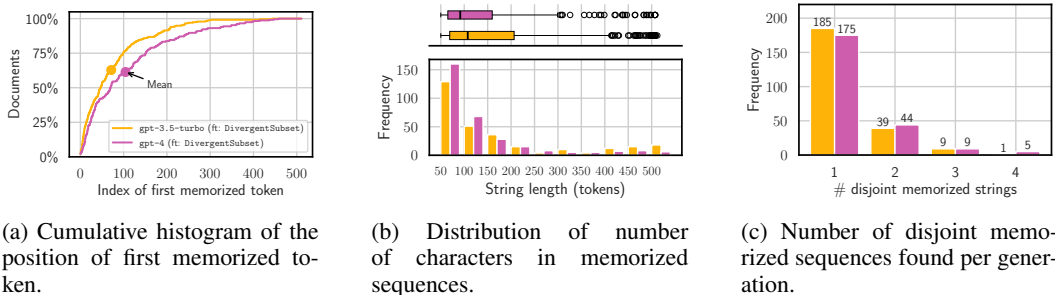 100%
75%
50%
25%
0%
Documents
Mean
gpt-3.5-turbo (ft: DivergentSubset)
gpt-4 (ft: DivergentSubset)
0 100 200 300 400 500
Index of first memorized token
150
100
50
0
Frequency
50 100 150 200 250 300 350 400 450 500
String length (tokens)
200
150
100
50
0
Frequency
185
175
39
44
9 9
1
5
1 2 3 4
# disjoint memorized strings
(a) Cumulative histogram of the
position of first memorized to-
ken.
(b) Distribution of number
of characters in memorized
sequences.
(c) Number of disjoint memo-
rized sequences found per gener-
ation.